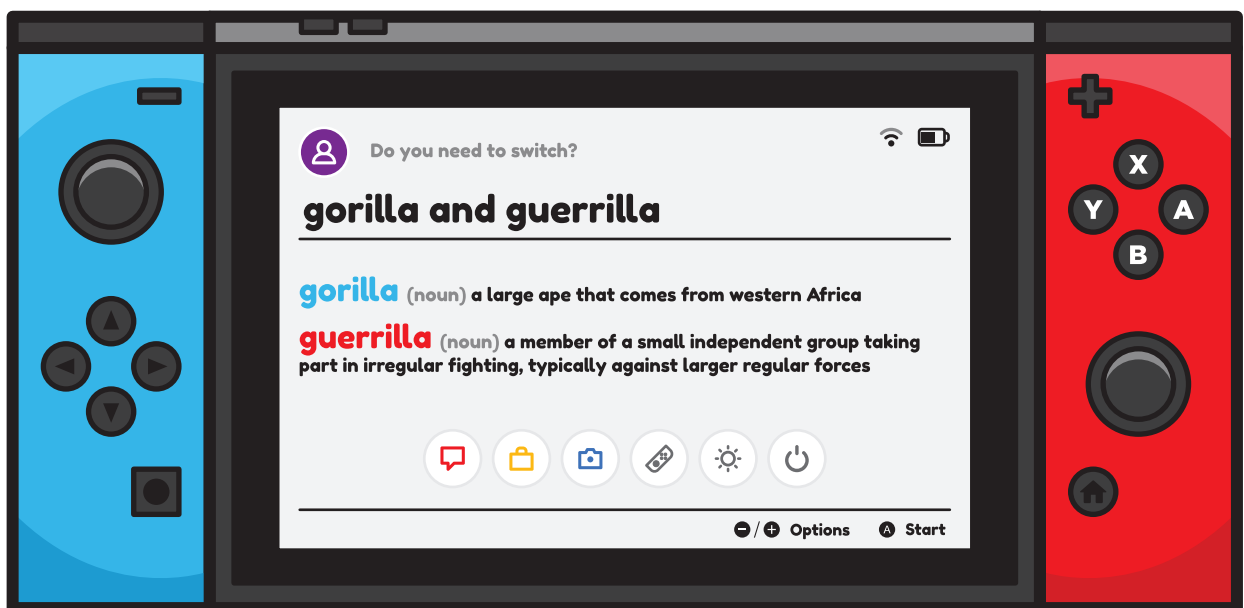 Do you need to switch?
gorilla and guerrilla
gorilla (noun) a large ape that comes from western Africa
guerrilla (noun) a member of a small independent group taking
part in irregular fighting, typically against larger regular forces
X
Y A
B
-/+ Options A Start